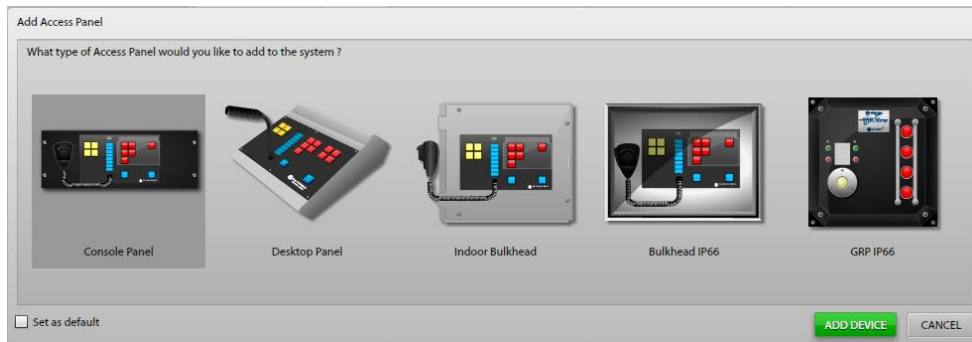 Add Access Panel
What type of Access Panel would you like to add to the system ?
Console Panel
Desktop Panel
Indoor Bulkhead
Bulkhead IP66
GRP IP66
Set as default
ADD DEVICE
CANCEL